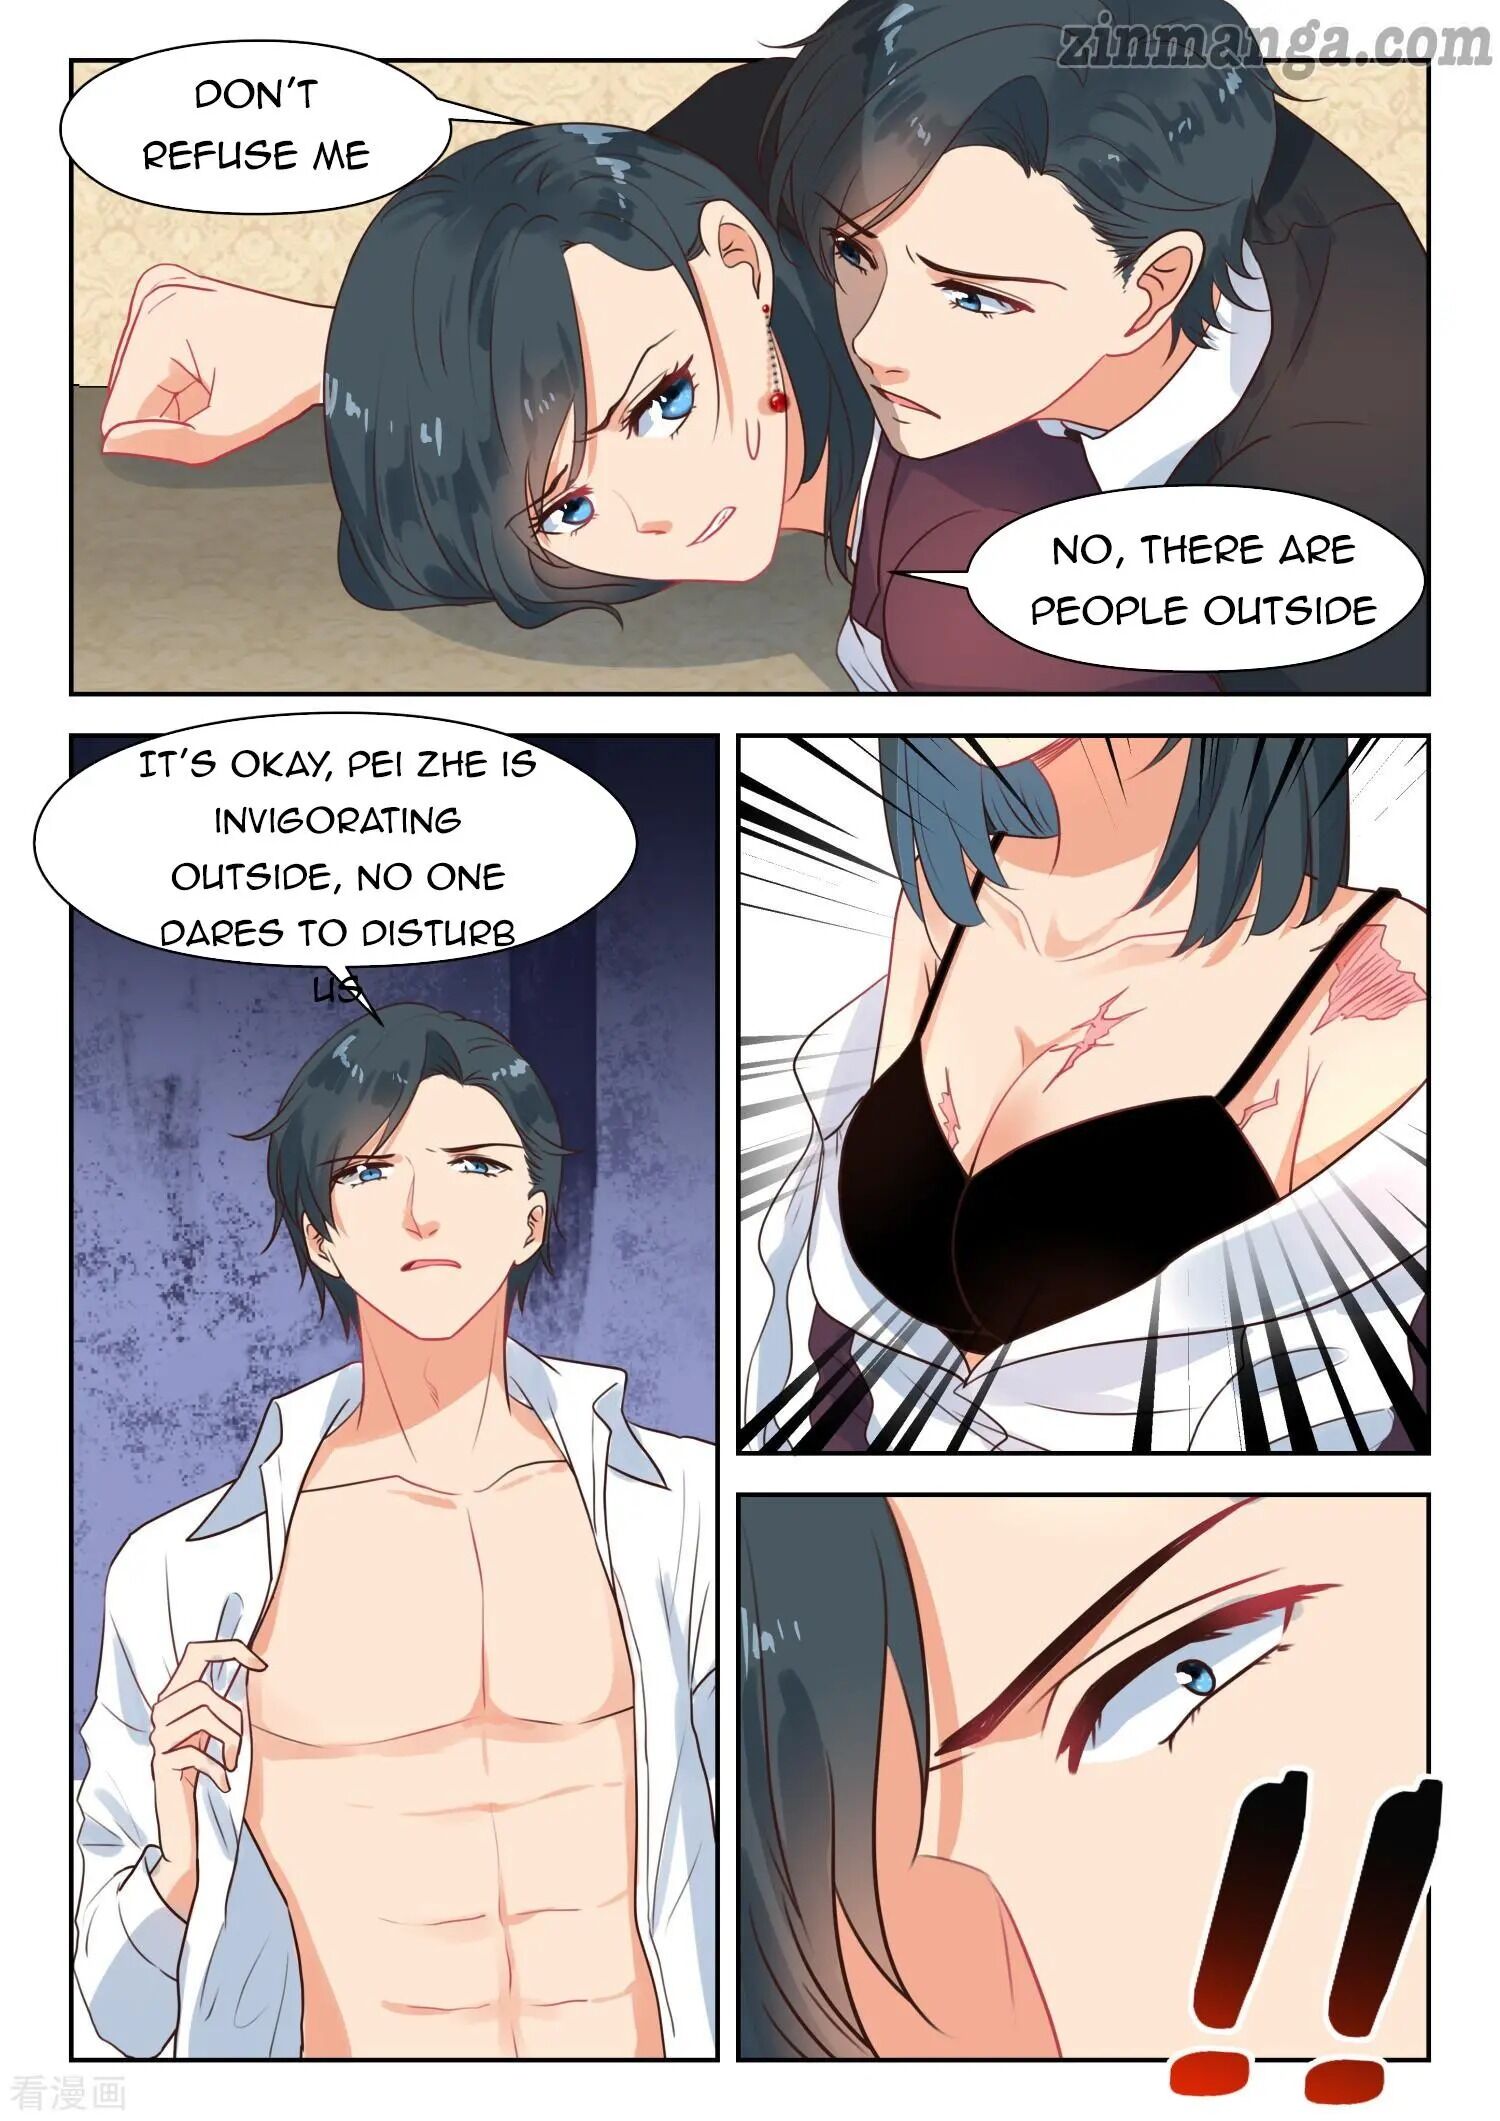 zinmanga.com
DON'T
REFUSE ME
NO, THERE ARE
PEOPLE OUTSIDE
IT'S OKAY, PEI ZHE IS
INVIGORATING
OUTSIDE, NO ONE
DARES TO DISTURB
US
!!
看漫画